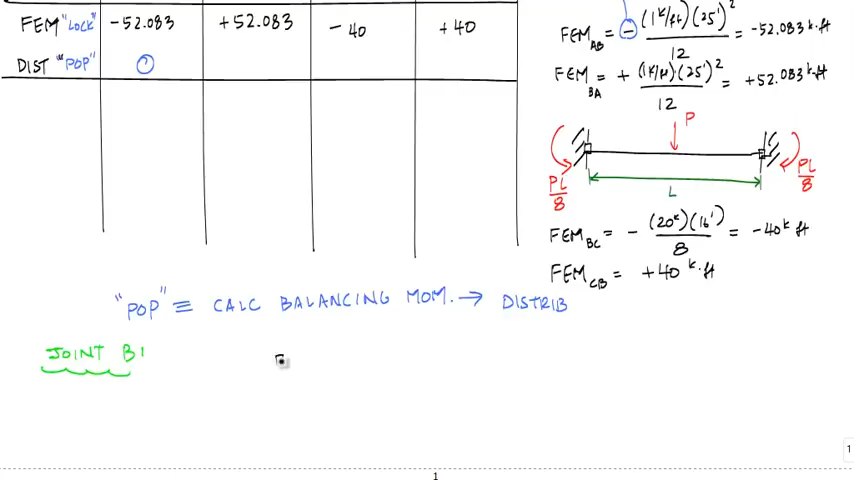 FEM "LOCK" -52.083 +52.083 -40 +40
DIST "POP" 0
FEM_AB = - (1 K/ft)(25')² / 12 = -52.083 k·ft
FEM_BA = + (1K/ft)·(25')² / 12 = +52.083 k·ft
P
PL/8 PL/8
L
FEM_BC = - (20ᵏ)(16') / 8 = -40 k ft
FEM_CB = +40 k·ft
"POP" ≡ CALC BALANCING MOM. → DISTRIB
JOINT B
1
1